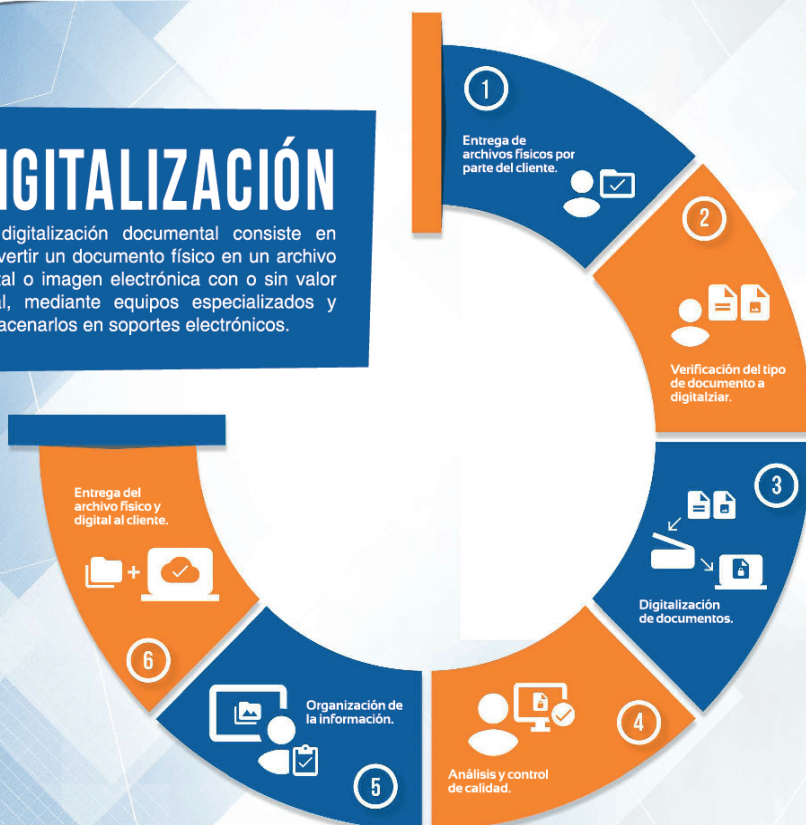 IGITALIZACIÓN
digitalización documental consiste en
vertir un documento físico en un archivo
tal o imagen electrónica con o sin valor
al, mediante equipos especializados y
acenarlos en soportes electrónicos.
1
Entrega de
archivos físicos por
parte del cliente.
2
Verificación del tipo
de documento a
digitalziar.
3
Digitalización
de documentos.
4
Análisis y control
de calidad.
5
Organización de
la información.
6
Entrega del
archivo físico y
digital al cliente.